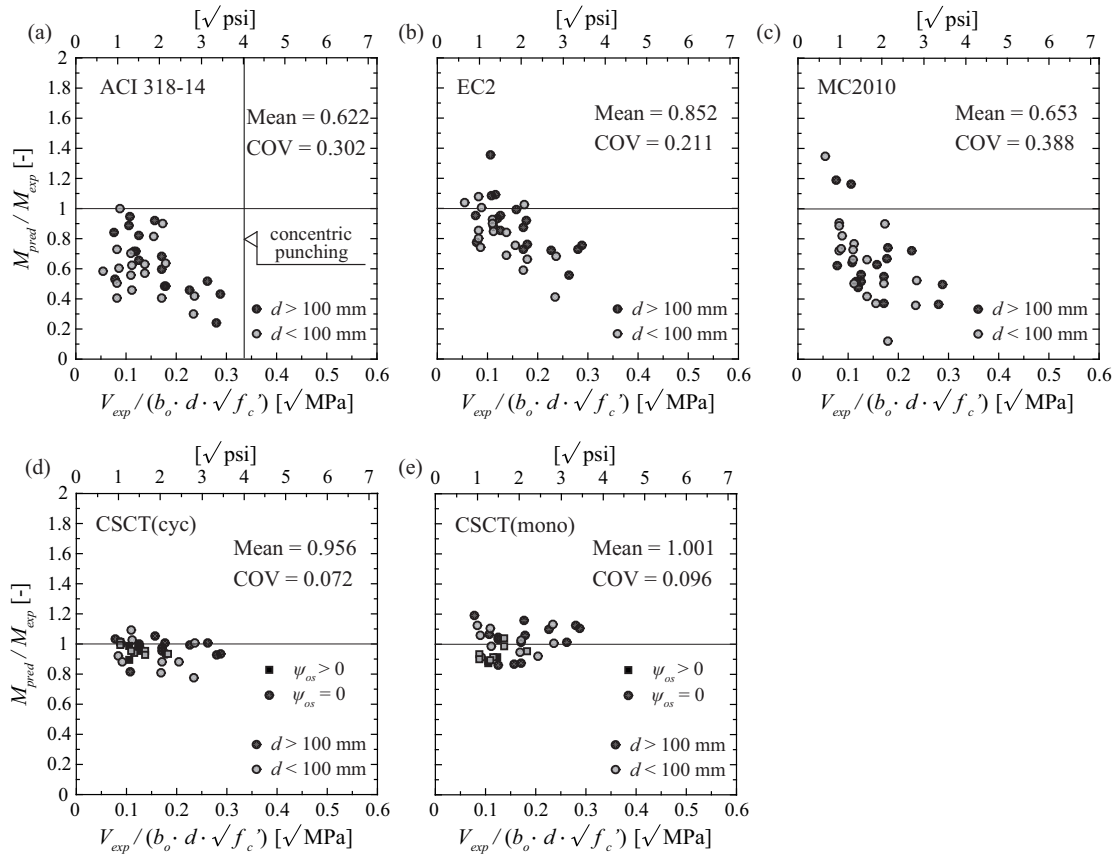 [√psi]
[√psi]
[√psi]
(a)
0 1 2 3 4 5 6 7
(b)
0 1 2 3 4 5 6 7
(c)
0 1 2 3 4 5 6 7
2
1.8
1.6
1.4
1.2
1
0.8
0.6
0.4
0.2
0
M_pred / M_exp [-]
ACI 318-14
Mean = 0.622
COV = 0.302
concentric
punching
d > 100 mm
d < 100 mm
EC2
Mean = 0.852
COV = 0.211
d > 100 mm
d < 100 mm
MC2010
Mean = 0.653
COV = 0.388
d > 100 mm
d < 100 mm
0 0.1 0.2 0.3 0.4 0.5 0.6
0 0.1 0.2 0.3 0.4 0.5 0.6
0 0.1 0.2 0.3 0.4 0.5 0.6
V_exp / (b_o · d · √f_c') [√MPa]
V_exp / (b_o · d · √f_c') [√MPa]
V_exp / (b_o · d · √f_c') [√MPa]
[√psi]
[√psi]
(d)
0 1 2 3 4 5 6 7
(e)
0 1 2 3 4 5 6 7
2
1.8
1.6
1.4
1.2
1
0.8
0.6
0.4
0.2
0
M_pred / M_exp [-]
CSCT(cyc)
Mean = 0.956
COV = 0.072
ψ_os > 0
ψ_os = 0
d > 100 mm
d < 100 mm
CSCT(mono)
Mean = 1.001
COV = 0.096
ψ_os > 0
ψ_os = 0
d > 100 mm
d < 100 mm
0 0.1 0.2 0.3 0.4 0.5 0.6
0 0.1 0.2 0.3 0.4 0.5 0.6
V_exp / (b_o · d · √f_c') [√MPa]
V_exp / (b_o · d · √f_c') [√MPa]